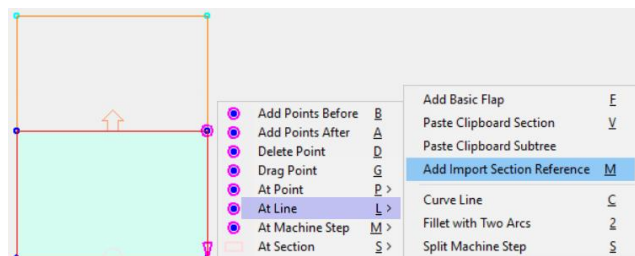 Add Points Before B
Add Points After A
Delete Point D
Drag Point G
At Point P >
At Line L >
At Machine Step M >
At Section S >
Add Basic Flap F
Paste Clipboard Section V
Paste Clipboard Subtree
Add Import Section Reference M
Curve Line C
Fillet with Two Arcs 2
Split Machine Step S